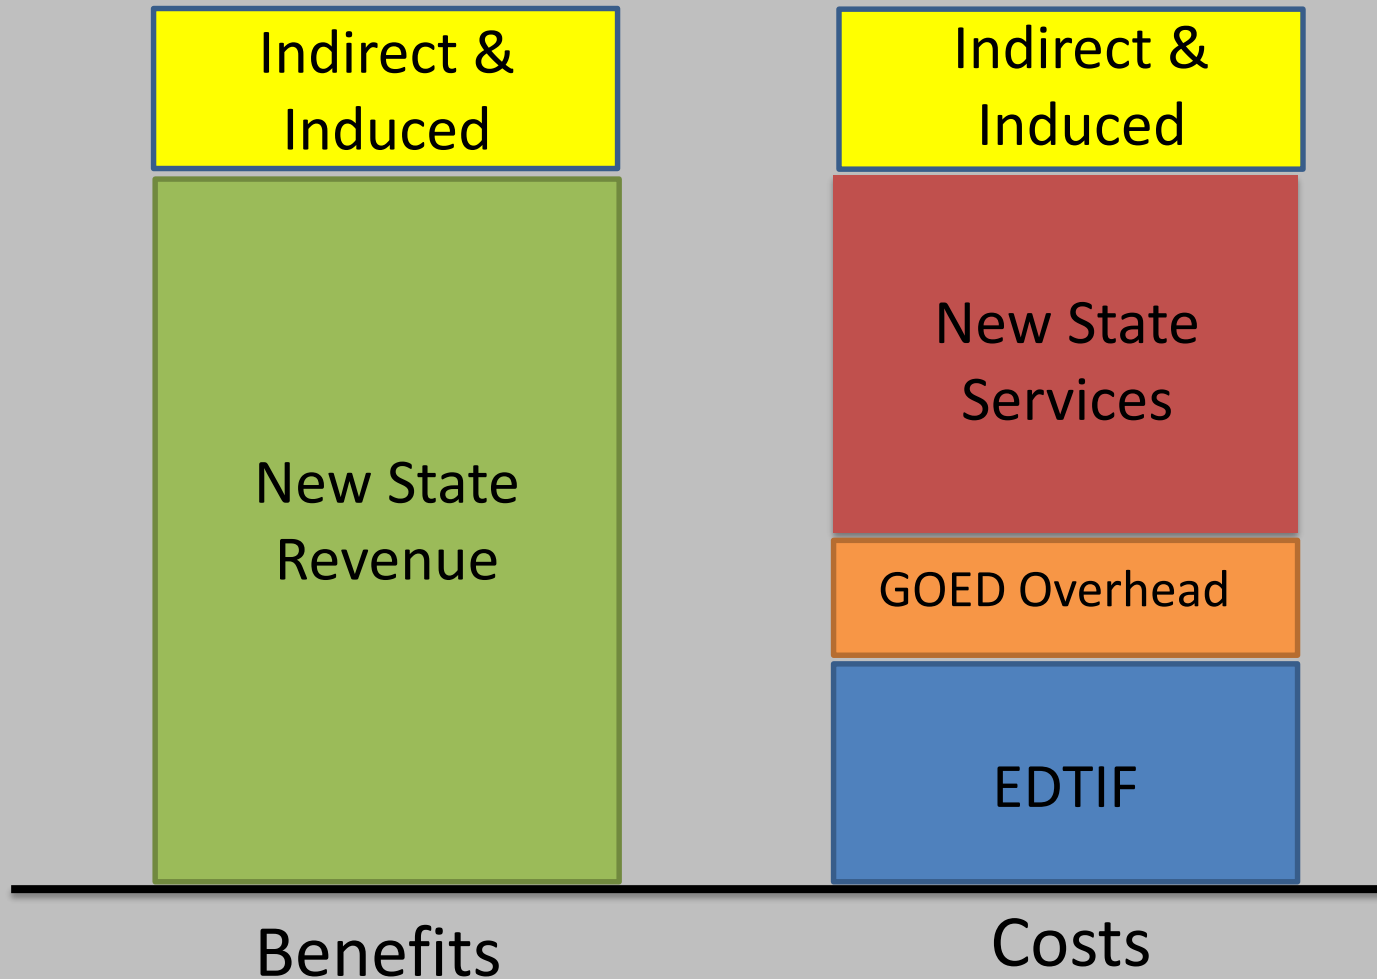 Indirect &
Induced
New State
Revenue
Benefits
Indirect &
Induced
New State
Services
GOED Overhead
EDTIF
Costs